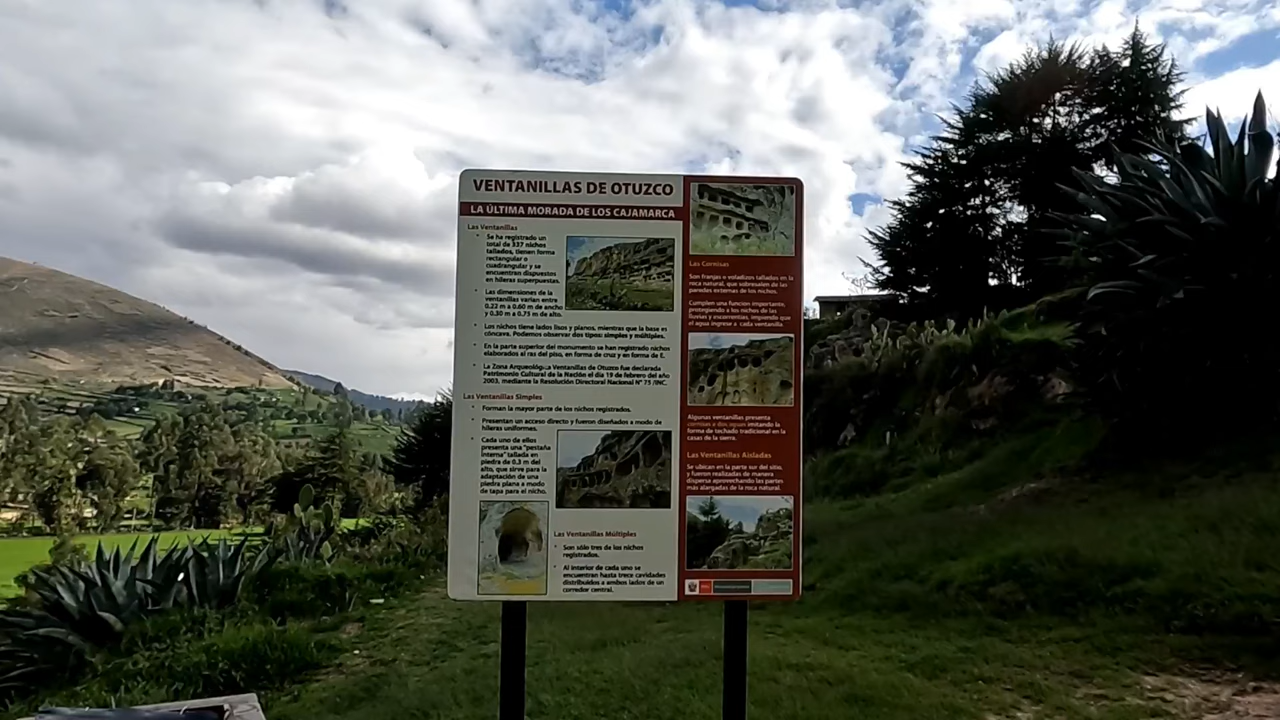 VENTANILLAS DE OTUZCO
LA ÚLTIMA MORADA DE LOS CAJAMARCA
Las Ventanillas
• Se ha registrado un
total de 337 nichos
tallados, tienen forma
rectangular o
cuadrangular y se
encuentran dispuestos
en hileras superpuestas.
• Las dimensiones de la
ventanillas varían entre
0.22 m a 0.60 m de ancho
y 0.30 m a 0.75 m de alto.
• Los nichos tiene lados lisos y planos, mientras que la base es
cóncava. Podemos observar dos tipos: simples y múltiples.
• En la parte superior del monumento se han registrado nichos
elaborados al ras del piso, en forma de cruz y en forma de E.
• La Zona Arqueológica Ventanillas de Otuzco fue declarada
Patrimonio Cultural de la Nación el día 19 de febrero del año
2003, mediante la Resolución Directoral Nacional N° 75 /INC.
Las Ventanillas Simples
• Forman la mayor parte de los nichos registrados.
• Presentan un acceso directo y fueron diseñados a modo de
hileras uniformes.
• Cada uno de ellos
presenta una "pestaña
interna" tallada en
piedra de 0.3 m del
alto, que sirve para la
adaptación de una
piedra plana a modo
de tapa para el nicho.
Las Ventanillas Múltiples
• Son sólo tres de los nichos
registrados.
• Al interior de cada uno se
encuentran hasta trece cavidades
distribuidos a ambos lados de un
corredor central.
Las Cornisas
Son franjas o voladizos tallados en la
roca natural, que sobresalen de las
paredes externas de los nichos.
Cumplen una función importante,
protegiendo a los nichos de las
lluvias y escorrentías, impiendo que
el agua ingrese a cada ventanilla.
Algunas ventanillas presenta
cornisas a dos aguas imitando la
forma de techado tradicional en la
casas de la sierra.
Las Ventanillas Aisladas
Se ubican en la parte sur del sitio,
y fueron realizadas de manera
dispersa aprovechando las partes
más alargadas de la roca natural.